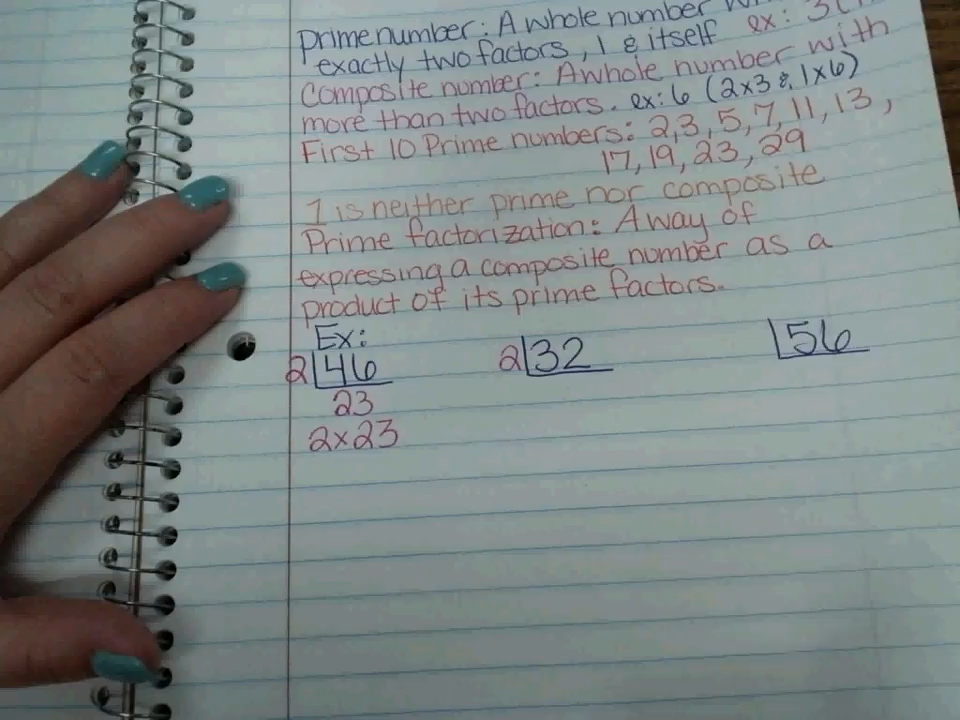 prime number: A whole number
exactly two factors, 1 & itself ex: 3
Composite number: A whole number with
more than two factors. ex: 6 (2x3 & 1x6)
First 10 Prime numbers: 2, 3, 5, 7, 11, 13,
17, 19, 23, 29
1 is neither prime nor composite
Prime factorization: A way of
expressing a composite number as a
product of its prime factors.
Ex:
2 46
23
2x23
2 32
56